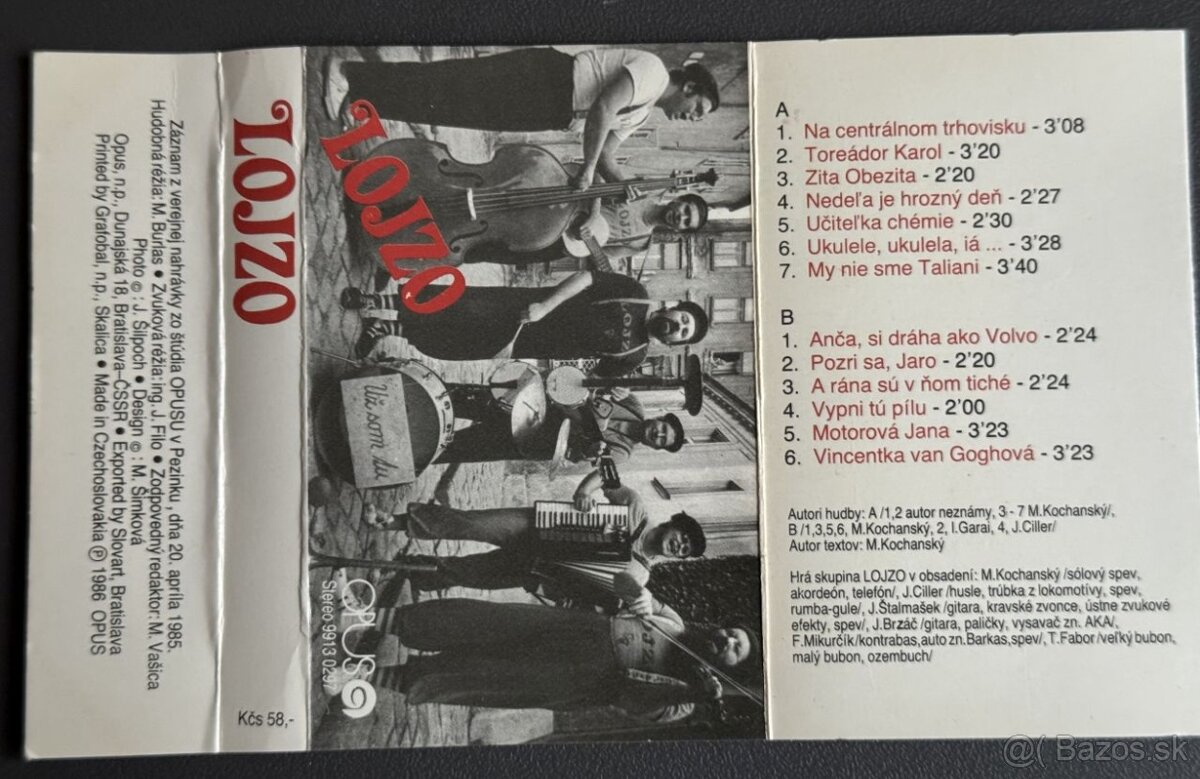 Záznam z verejnej nahrávky zo štúdia OPUSU v Pezinku, dňa 20. apríla 1985.
Hudobná réžia: M. Burlas • Zvuková réžia: ing. J. Filo • Zodpovedný redaktor: M. Vašica
Photo ©: J. Šilpoch • Design ©: M. Šimková
Opus, n.p., Dunajská 18, Bratislava-ČSSR • Exported by Slovart, Bratislava
Printed by Grafobal, n.p., Skalica • Made in Czechoslovakia Ⓟ 1986 OPUS
LOJZO
Kčs 58,-
LOJZO
Už som tu
OPUS
Stereo 9913
A
1. Na centrálnom trhovisku - 3’08
2. Toreádor Karol - 3’20
3. Zita Obezita - 2’20
4. Nedeľa je hrozný deň - 2’27
5. Učiteľka chémie - 2’30
6. Ukulele, ukulela, iá ... - 3’28
7. My nie sme Taliani - 3’40
B
1. Anča, si dráha ako Volvo - 2’24
2. Pozri sa, Jaro - 2’20
3. A rána sú v ňom tiché - 2’24
4. Vypni tú pílu - 2’00
5. Motorová Jana - 3’23
6. Vincentka van Goghová - 3’23
Autori hudby: A /1,2 autor neznámy, 3 - 7 M.Kochanský/,
B /1,3,5,6, M.Kochanský, 2, I.Garai, 4, J.Ciller/
Autor textov: M.Kochanský
Hrá skupina LOJZO v obsadení: M.Kochanský /sólový spev,
akordeón, telefón/, J.Ciller /husle, trúbka z lokomotívy, spev,
rumba-gule/, J.Štalmašek /gitara, kravské zvonce, ústne zvukové
efekty, spev/, J.Brzáč /gitara, paličky, vysavač zn. AKA/,
F.Mikurčík/kontrabas,auto zn.Barkas,spev/, T.Fabor /veľký bubon,
malý bubon, ozembuch/
@( Bazos.sk